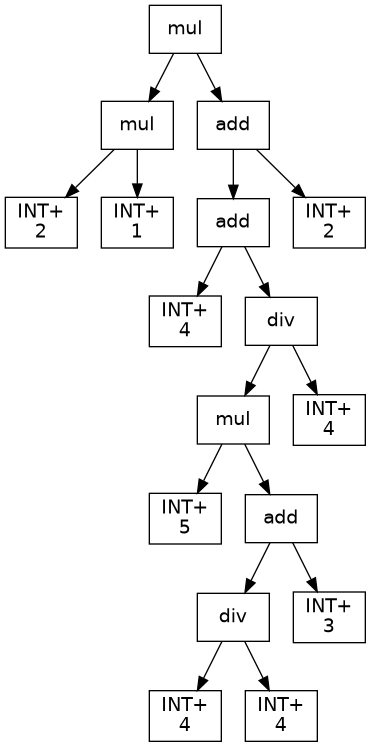 mul
mul
add
INT+
2
INT+
1
add
INT+
2
INT+
4
div
mul
INT+
4
INT+
5
add
div
INT+
3
INT+
4
INT+
4